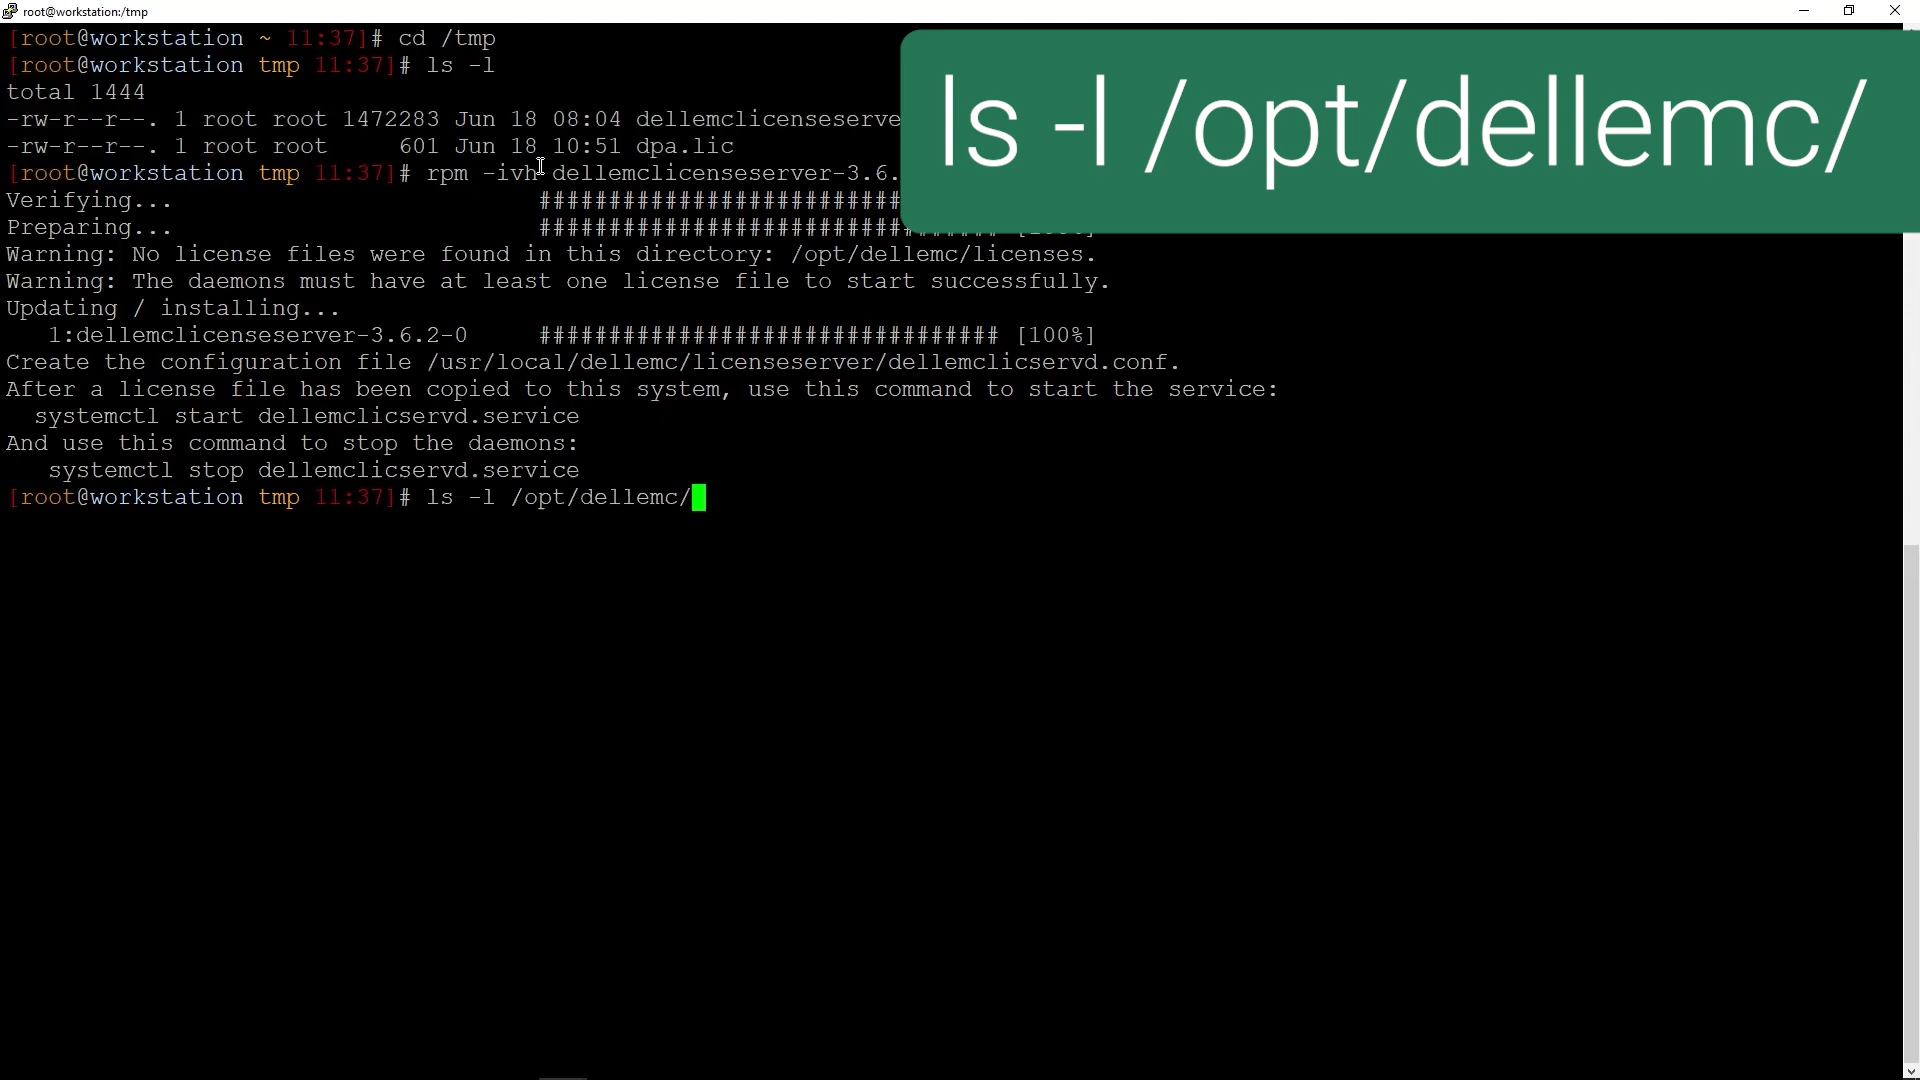 root@workstation:/tmp
[root@workstation ~ 11:37]# cd /tmp
[root@workstation tmp 11:37]# ls -l
total 1444
-rw-r--r--. 1 root root 1472283 Jun 18 08:04 dellemclicenseserve
-rw-r--r--. 1 root root     601 Jun 18 10:51 dpa.lic
[root@workstation tmp 11:37]# rpm -ivh dellemclicenseserver-3.6.
Verifying...                          ##########################
Preparing...                          ################################# [100%]
Warning: No license files were found in this directory: /opt/dellemc/licenses.
Warning: The daemons must have at least one license file to start successfully.
Updating / installing...
   1:dellemclicenseserver-3.6.2-0     ################################# [100%]
Create the configuration file /usr/local/dellemc/licenseserver/dellemclicservd.conf.
After a license file has been copied to this system, use this command to start the service:
  systemctl start dellemclicservd.service
And use this command to stop the daemons:
   systemctl stop dellemclicservd.service
[root@workstation tmp 11:37]# ls -l /opt/dellemc/
ls -l /opt/dellemc/